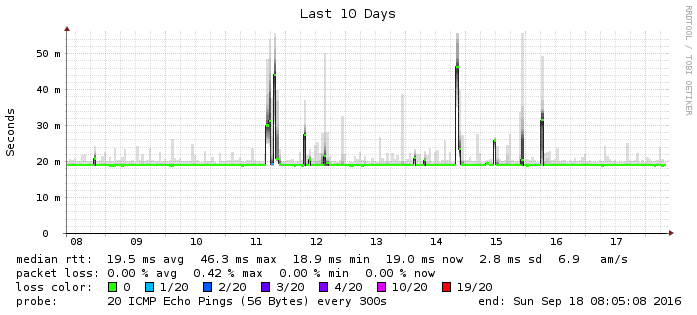 Last 10 Days
RRDTOOL / TOBI OETIKER
Seconds
50 m
40 m
30 m
20 m
10 m
0
08 09 10 11 12 13 14 15 16 17
median rtt: 19.5 ms avg 46.3 ms max 18.9 ms min 19.0 ms now 2.8 ms sd 6.9 am/s
packet loss: 0.00 % avg 0.42 % max 0.00 % min 0.00 % now
loss color: 0 1/20 2/20 3/20 4/20 10/20 19/20
probe: 20 ICMP Echo Pings (56 Bytes) every 300s end: Sun Sep 18 08:05:08 2016